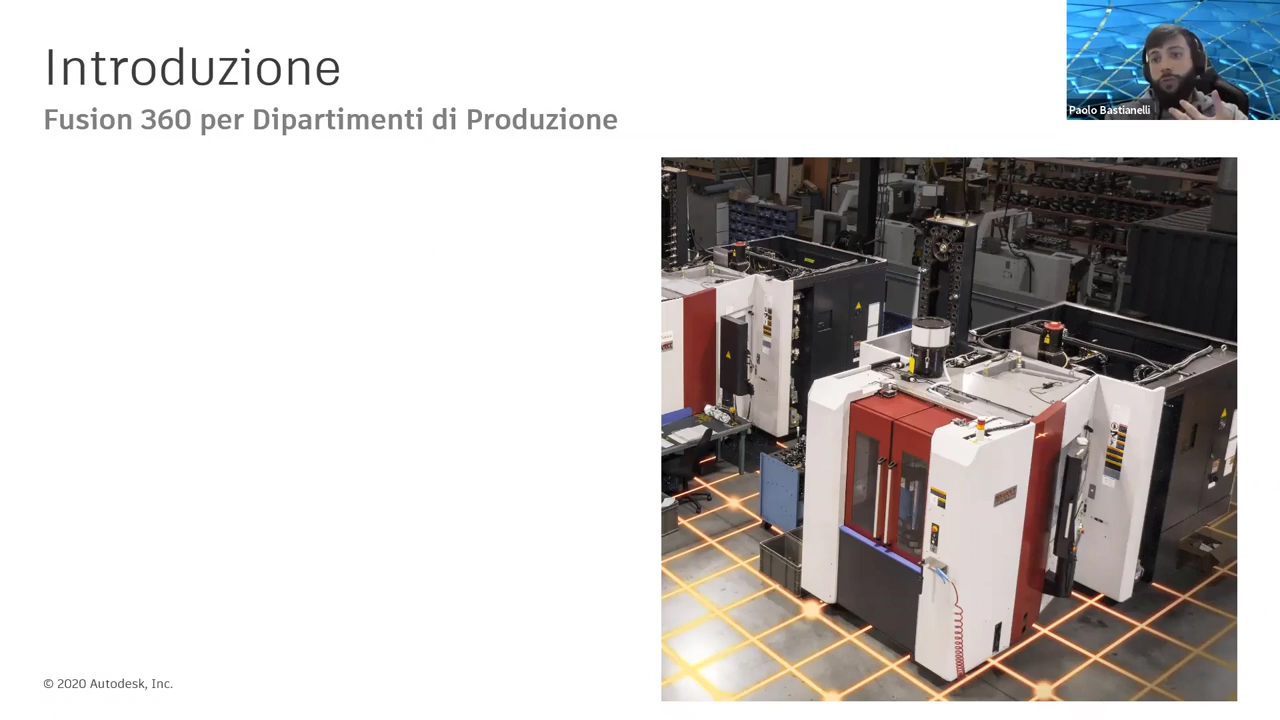 Introduzione
Fusion 360 per Dipartimenti di Produzione
Paolo Bastianelli
© 2020 Autodesk, Inc.